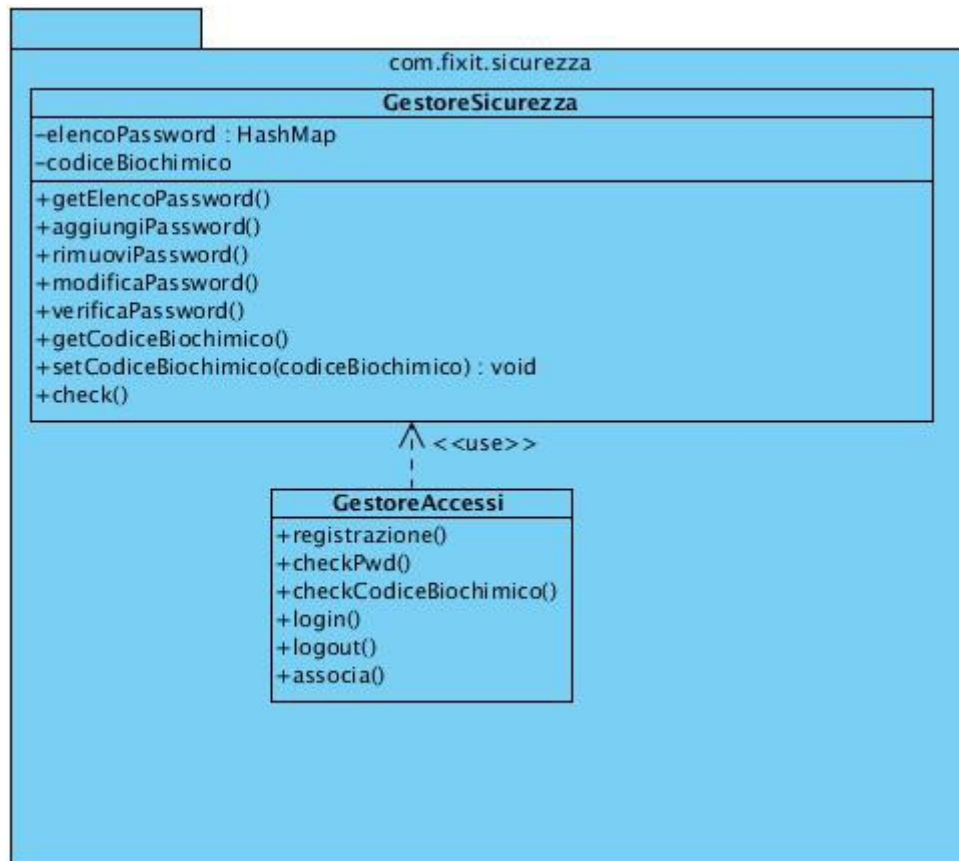 com.fixit.sicurezza
GestoreSicurezza
-elencoPassword : HashMap
-codiceBiochimico
+getElencoPassword()
+aggiungiPassword()
+rimuoviPassword()
+modificaPassword()
+verificaPassword()
+getCodiceBiochimico()
+setCodiceBiochimico(codiceBiochimico) : void
+check()
<<use>>
GestoreAccessi
+registrazione()
+checkPwd()
+checkCodiceBiochimico()
+login()
+logout()
+associa()